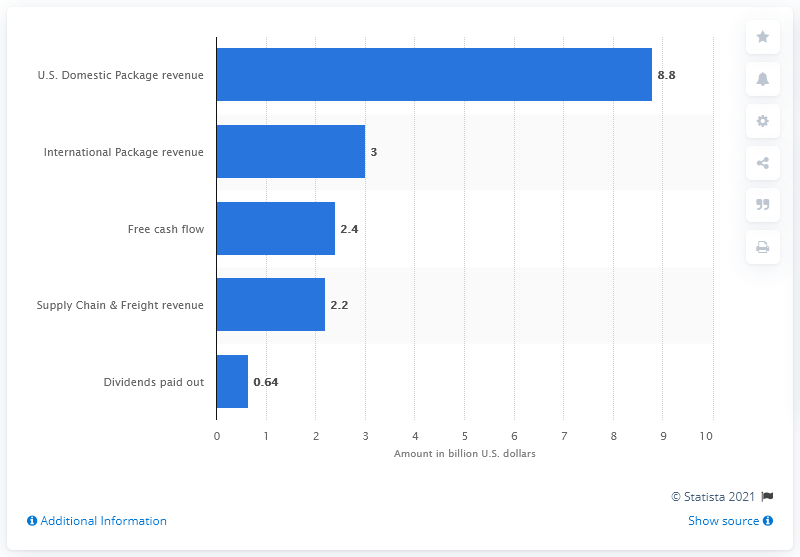 U.S. Domestic Package revenue 8.8
International Package revenue 3
Free cash flow 2.4
Supply Chain & Freight revenue 2.2
Dividends paid out 0.64
0 1 2 3 4 5 6 7 8 9 10
Amount in billion U.S. dollars
© Statista 2021
Additional Information Show source